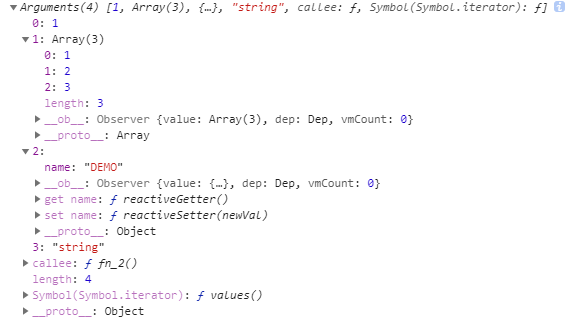 ▼Arguments(4) [1, Array(3), {…}, "string", callee: ƒ, Symbol(Symbol.iterator): ƒ] i
0: 1
▼1: Array(3)
0: 1
1: 2
2: 3
length: 3
▶__ob__: Observer {value: Array(3), dep: Dep, vmCount: 0}
▶__proto__: Array
▼2:
name: "DEMO"
▶__ob__: Observer {value: {…}, dep: Dep, vmCount: 0}
▶get name: ƒ reactiveGetter()
▶set name: ƒ reactiveSetter(newVal)
▶__proto__: Object
3: "string"
▶callee: ƒ fn_2()
length: 4
▶Symbol(Symbol.iterator): ƒ values()
▶__proto__: Object